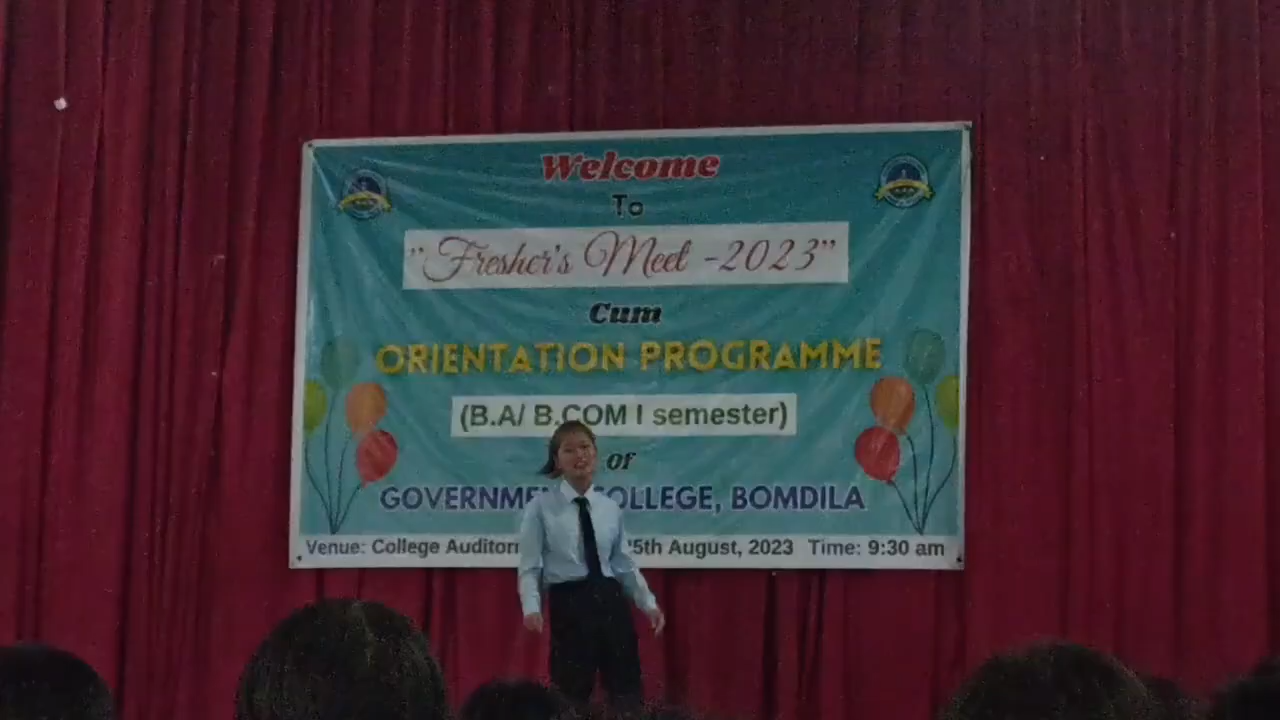 Welcome
To
"Fresher's Meet -2023"
Cum
ORIENTATION PROGRAMME
(B.A/ B.COM I semester)
of
GOVERNMENT COLLEGE, BOMDILA
Venue: College 5th August, 2023 Time: 9:30 am